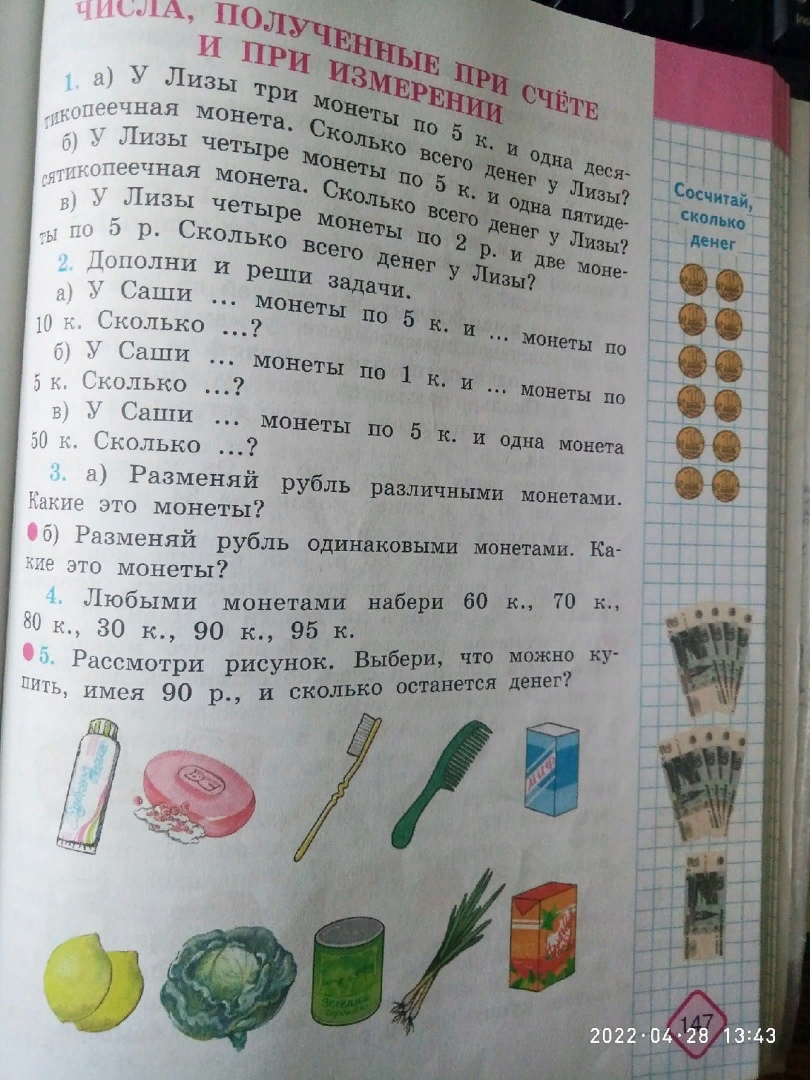 ЧИСЛА, ПОЛУЧЕННЫЕ ПРИ СЧЁТЕ
И ПРИ ИЗМЕРЕНИИ
1. а) У Лизы три монеты по 5 к. и одна деся-
тикопеечная монета. Сколько всего денег у Лизы?
б) У Лизы четыре монеты по 5 к. и одна пятиде-
сятикопеечная монета. Сколько всего денег у Лизы?
в) У Лизы четыре монеты по 2 р. и две моне-
ты по 5 р. Сколько всего денег у Лизы?
2. Дополни и реши задачи.
а) У Саши ... монеты по 5 к. и ... монеты по
10 к. Сколько ...?
б) У Саши ... монеты по 1 к. и ... монеты по
5 к. Сколько ...?
в) У Саши ... монеты по 5 к. и одна монета
50 к. Сколько ...?
3. а) Разменяй рубль различными монетами.
Какие это монеты?
б) Разменяй рубль одинаковыми монетами. Ка-
кие это монеты?
4. Любыми монетами набери 60 к., 70 к.,
80 к., 30 к., 90 к., 95 к.
5. Рассмотри рисунок. Выбери, что можно ку-
пить, имея 90 р., и сколько останется денег?
Сосчитай,
сколько
денег
МИФ
147
2022·04·28 13:43